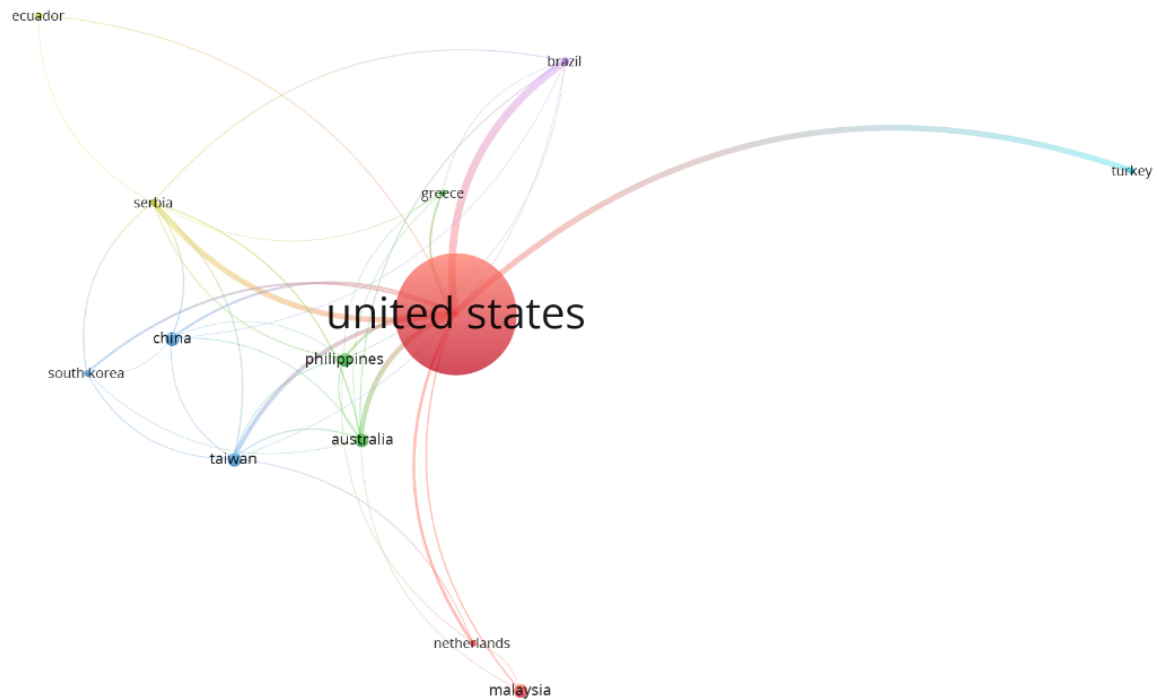 ecuador
brazil
turkey
greece
serbia
united states
china
philippines
south korea
australia
taiwan
netherlands
malaysia